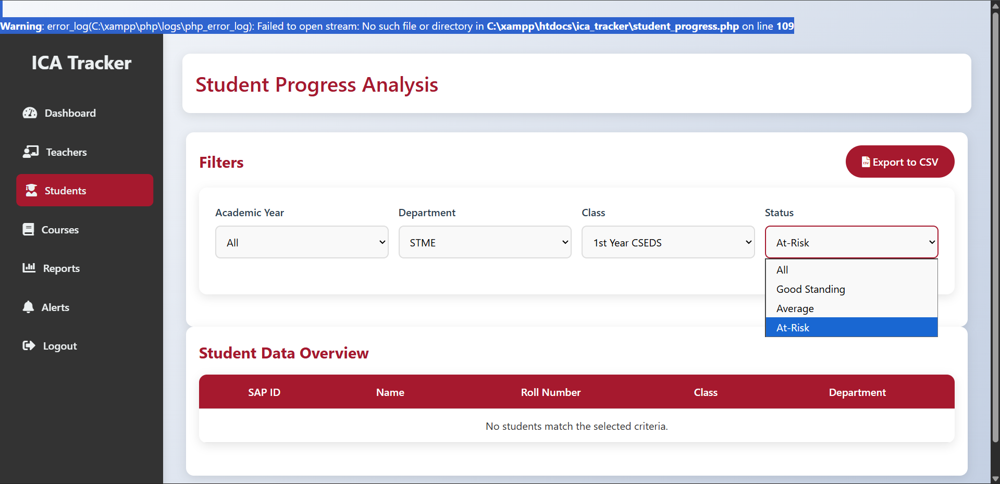 Warning: error_log(C:\xampp\php\logs\php_error_log): Failed to open stream: No such file or directory in C:\xampp\htdocs\ica_tracker\student_progress.php on line 109
ICA Tracker
Dashboard
Teachers
Students
Courses
Reports
Alerts
Logout
Student Progress Analysis
Filters
Export to CSV
Academic Year
Department
Class
Status
All
STME
1st Year CSEDS
At-Risk
All
Good Standing
Average
At-Risk
Student Data Overview
SAP ID
Name
Roll Number
Class
Department
No students match the selected criteria.